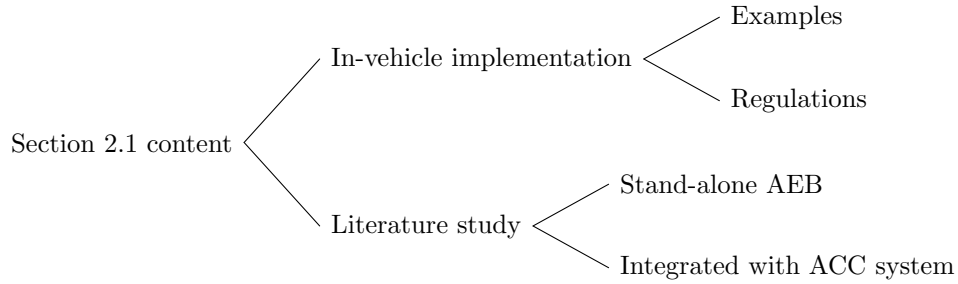 Examples
In-vehicle implementation
Regulations
Section 2.1 content
Stand-alone AEB
Literature study
Integrated with ACC system